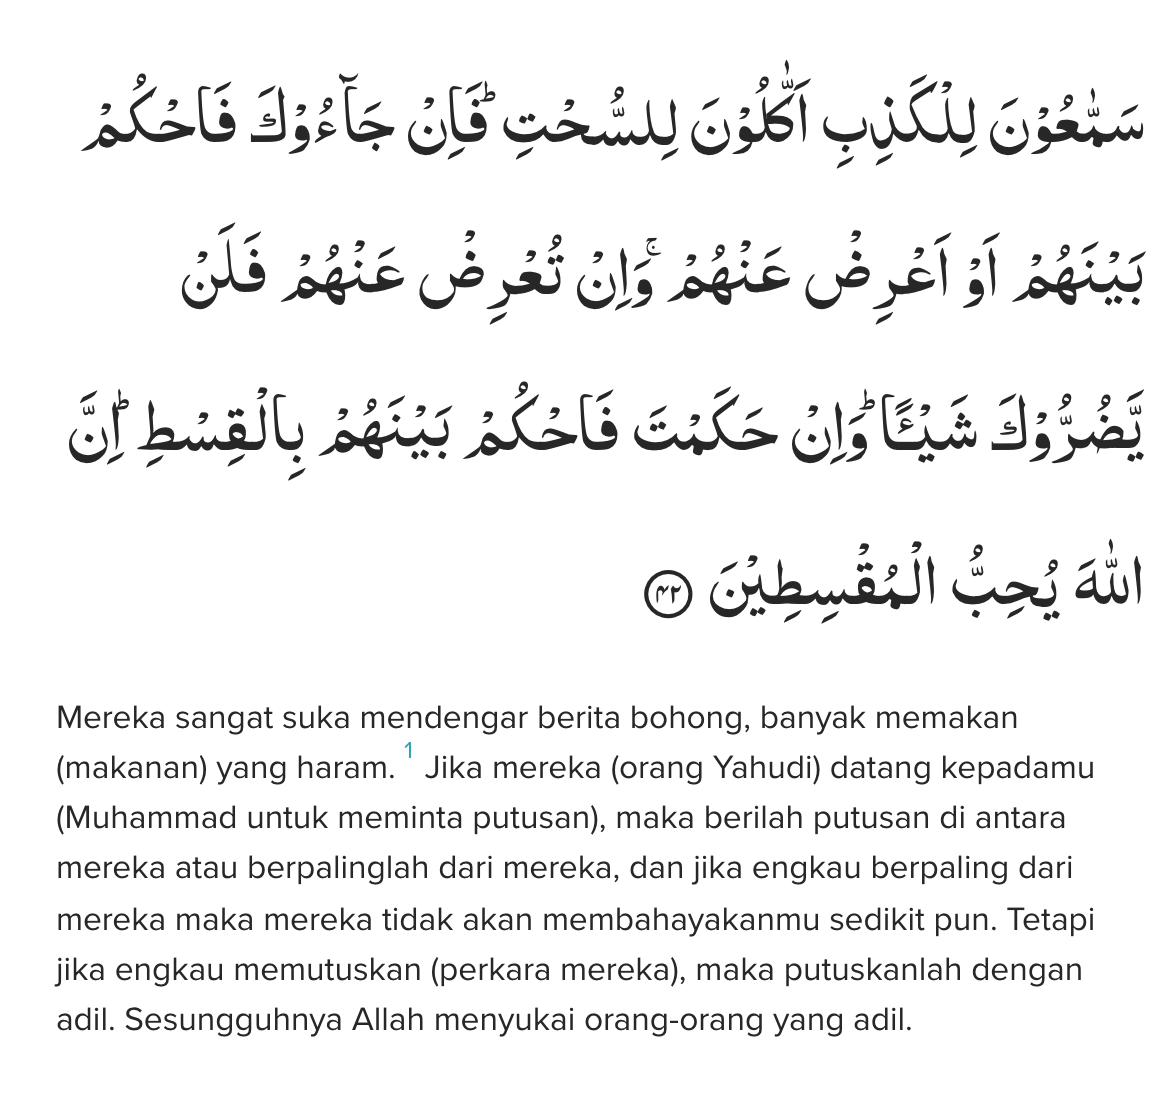 سَمّٰعُوْنَ لِلْكَذِبِ اَكّٰلُوْنَ لِلسُّحْتِۗ فَاِنْ جَاۤءُوْكَ فَاحْكُمْ
بَيْنَهُمْ اَوْ اَعْرِضْ عَنْهُمْ ۚوَاِنْ تُعْرِضْ عَنْهُمْ فَلَنْ
يَّضُرُّوْكَ شَيْـًٔا ۗوَاِنْ حَكَمْتَ فَاحْكُمْ بَيْنَهُمْ بِالْقِسْطِۗ اِنَّ
اللّٰهَ يُحِبُّ الْمُقْسِطِيْنَ ۴۲
Mereka sangat suka mendengar berita bohong, banyak memakan
(makanan) yang haram. 1 Jika mereka (orang Yahudi) datang kepadamu
(Muhammad untuk meminta putusan), maka berilah putusan di antara
mereka atau berpalinglah dari mereka, dan jika engkau berpaling dari
mereka maka mereka tidak akan membahayakanmu sedikit pun. Tetapi
jika engkau memutuskan (perkara mereka), maka putuskanlah dengan
adil. Sesungguhnya Allah menyukai orang-orang yang adil.